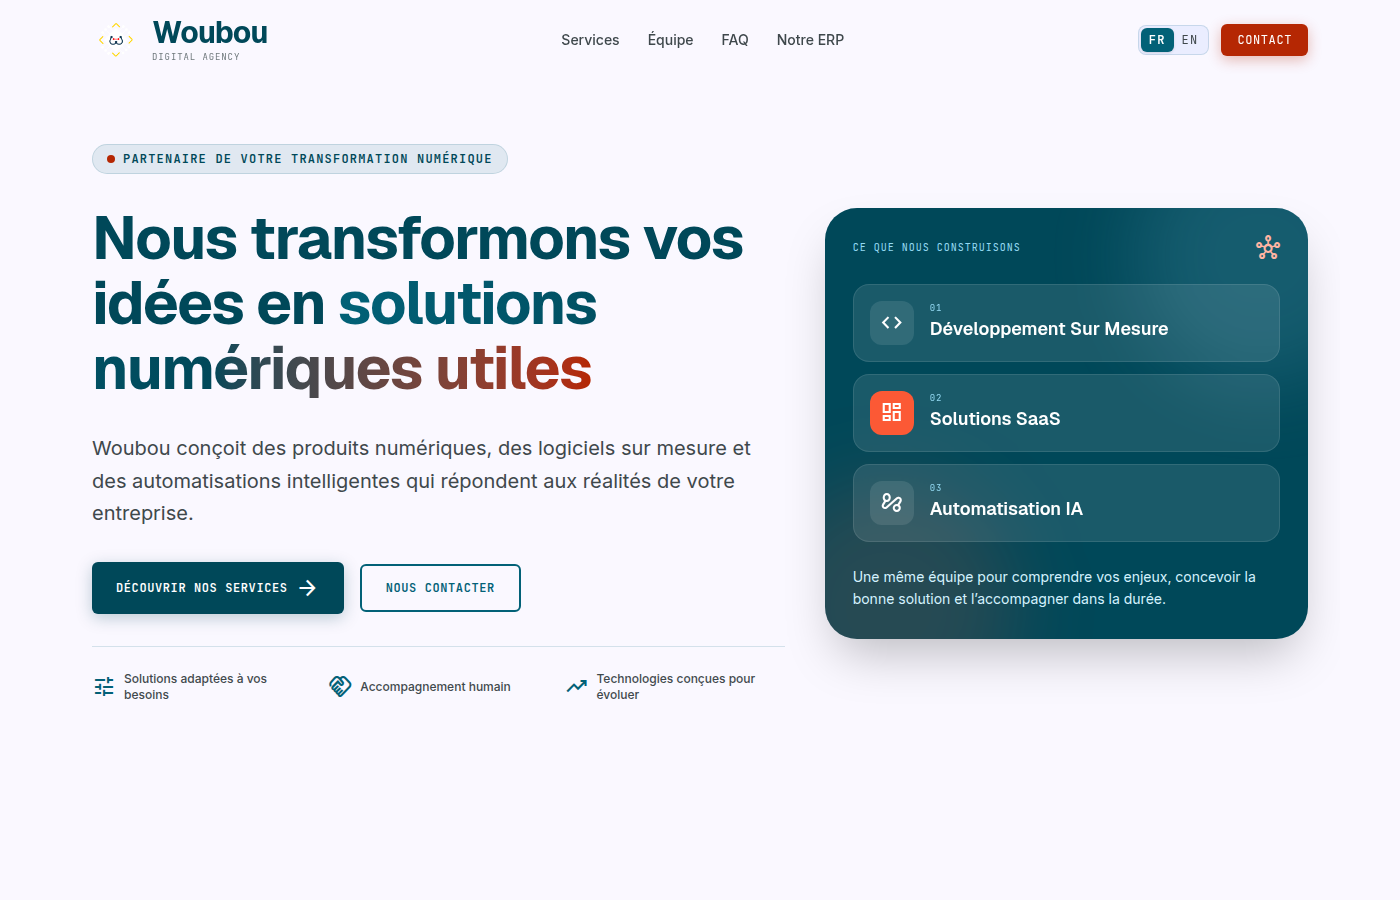 Woubou
DIGITAL AGENCY
Services
Équipe
FAQ
Notre ERP
FR
EN
CONTACT
PARTENAIRE DE VOTRE TRANSFORMATION NUMÉRIQUE
Nous transformons vos
idées en solutions
numériques utiles
Woubou conçoit des produits numériques, des logiciels sur mesure et
des automatisations intelligentes qui répondent aux réalités de votre
entreprise.
DÉCOUVRIR NOS SERVICES
NOUS CONTACTER
Solutions adaptées à vos
besoins
Accompagnement humain
Technologies conçues pour
évoluer
CE QUE NOUS CONSTRUISONS
01
Développement Sur Mesure
02
Solutions SaaS
03
Automatisation IA
Une même équipe pour comprendre vos enjeux, concevoir la
bonne solution et l’accompagner dans la durée.